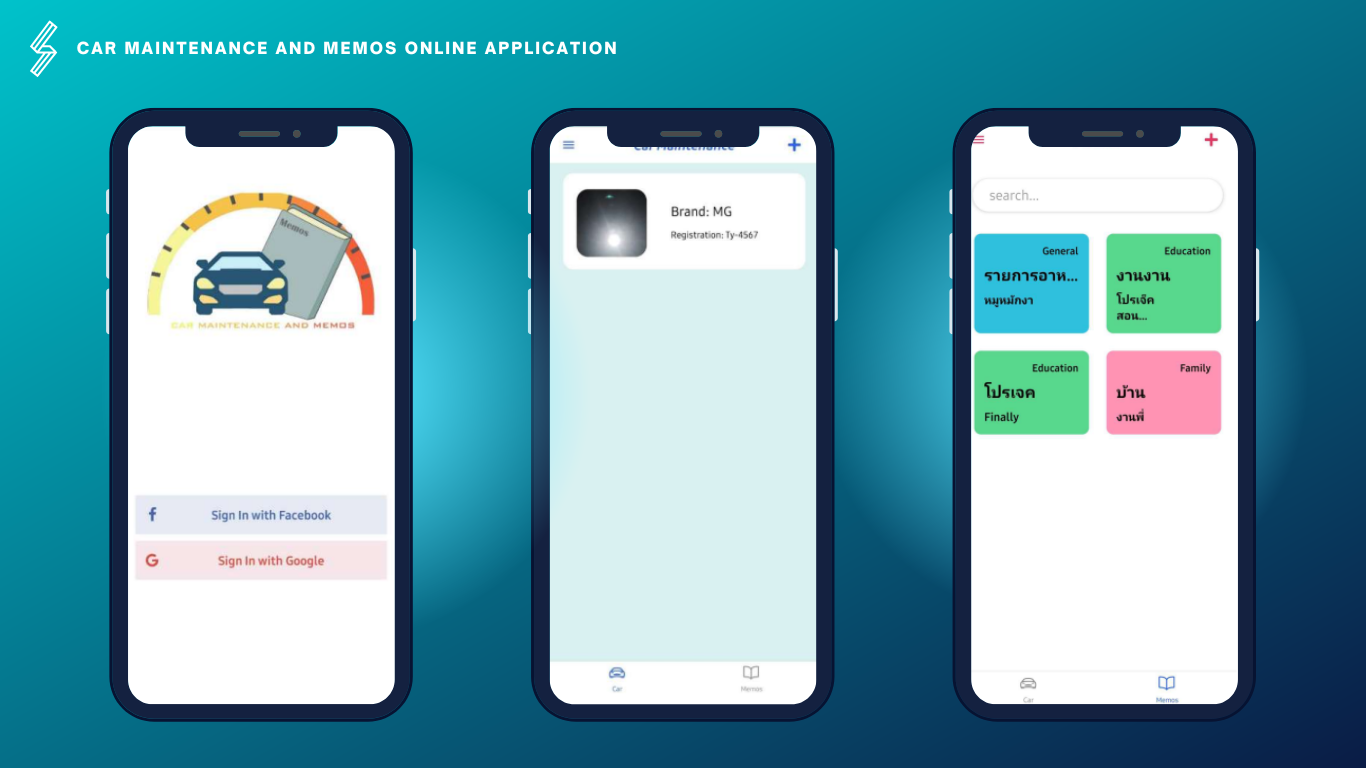 CAR MAINTENANCE AND MEMOS ONLINE APPLICATION
Memos
CAR MAINTENANCE AND MEMOS
Sign In with Facebook
Sign In with Google
Car Maintenance
Brand: MG
Registration: Ty-4567
Car
Memos
search...
General
รายการอาห...
หมูหมักงา
Education
งานงาน
โปรเจ็ค
สอน...
Education
โปรเจค
Finally
Family
บ้าน
งานพี่
Car
Memos